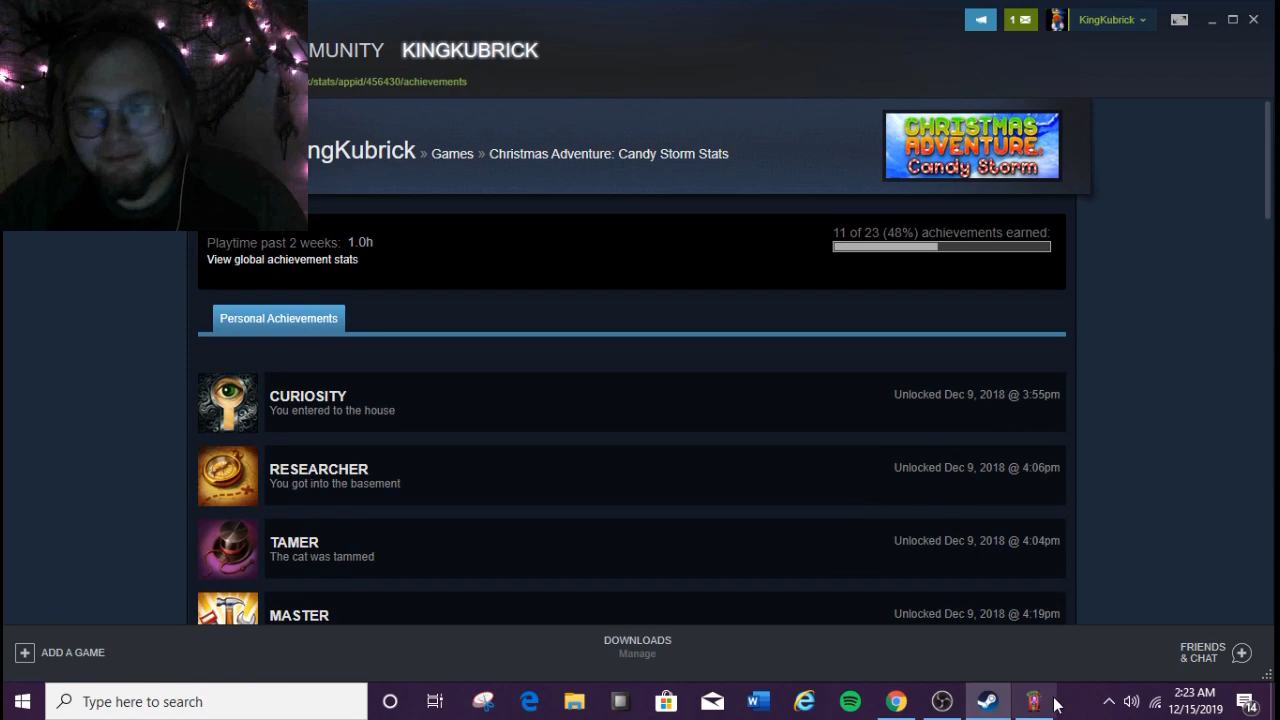 1
KingKubrick
MUNITY KINGKUBRICK
/stats/appid/456430/achievements
ngKubrick » Games » Christmas Adventure: Candy Storm Stats
CHRISTMAS
ADVENTURE
Candy Storm
Playtime past 2 weeks: 1.0h
View global achievement stats
11 of 23 (48%) achievements earned:
Personal Achievements
CURIOSITY
You entered to the house
Unlocked Dec 9, 2018 @ 3:55pm
RESEARCHER
You got into the basement
Unlocked Dec 9, 2018 @ 4:06pm
TAMER
The cat was tammed
Unlocked Dec 9, 2018 @ 4:04pm
MASTER
Unlocked Dec 9, 2018 @ 4:19pm
ADD A GAME
DOWNLOADS
Manage
FRIENDS
& CHAT
Type here to search
2:23 AM
12/15/2019
14